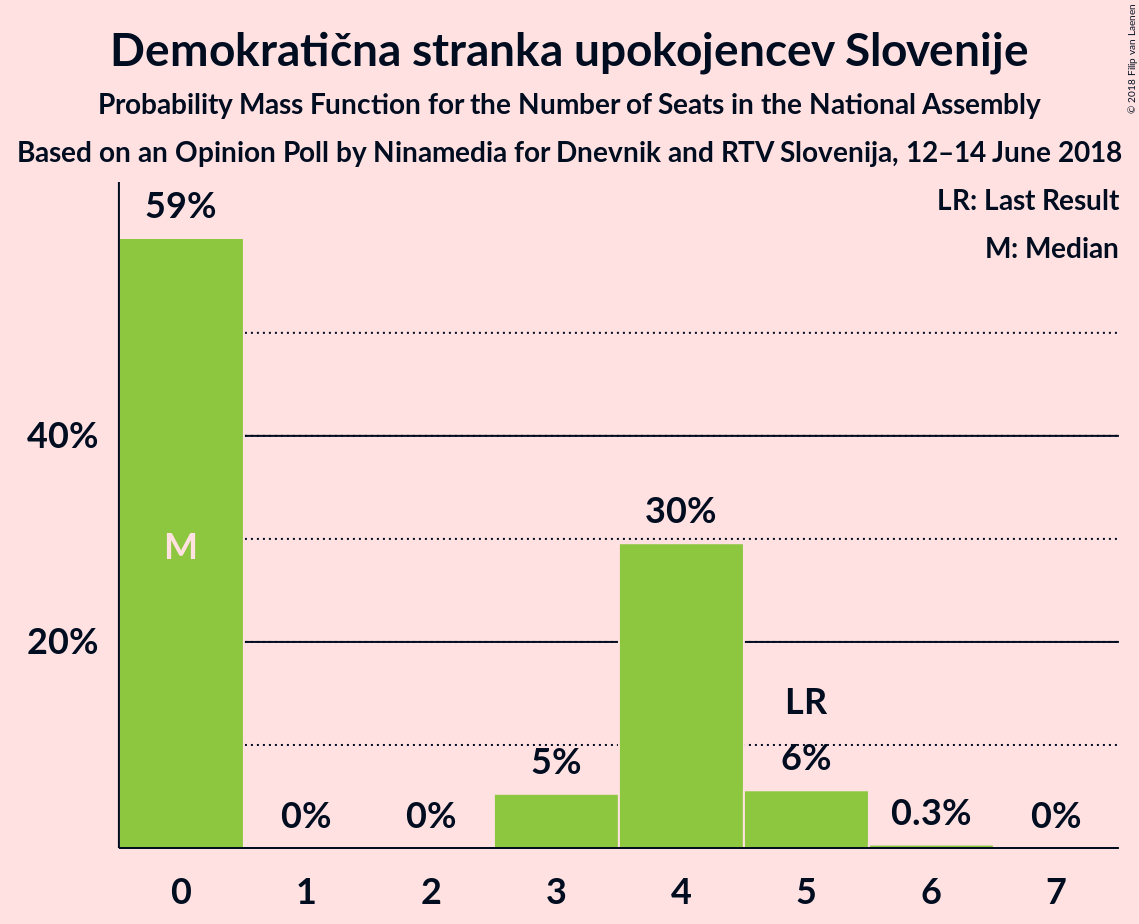 Demokratična stranka upokojencev Slovenije
Probability Mass Function for the Number of Seats in the National Assembly
Based on an Opinion Poll by Ninamedia for Dnevnik and RTV Slovenija, 12–14 June 2018
© 2018 Filip van Laenen
LR: Last Result
M: Median
59%
40%
M
30%
20%
LR
5%
6%
0%
0%
0.3%
0%
0 1 2 3 4 5 6 7